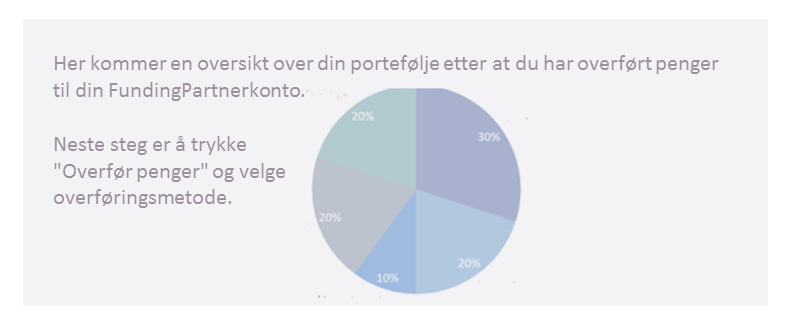 Her kommer en oversikt over din portefølje etter at du har overført penger
til din FundingPartnerkonto.
20%
30%
Neste steg er å trykke
"Overfør penger" og velge
overføringsmetode.
20%
20%
10%